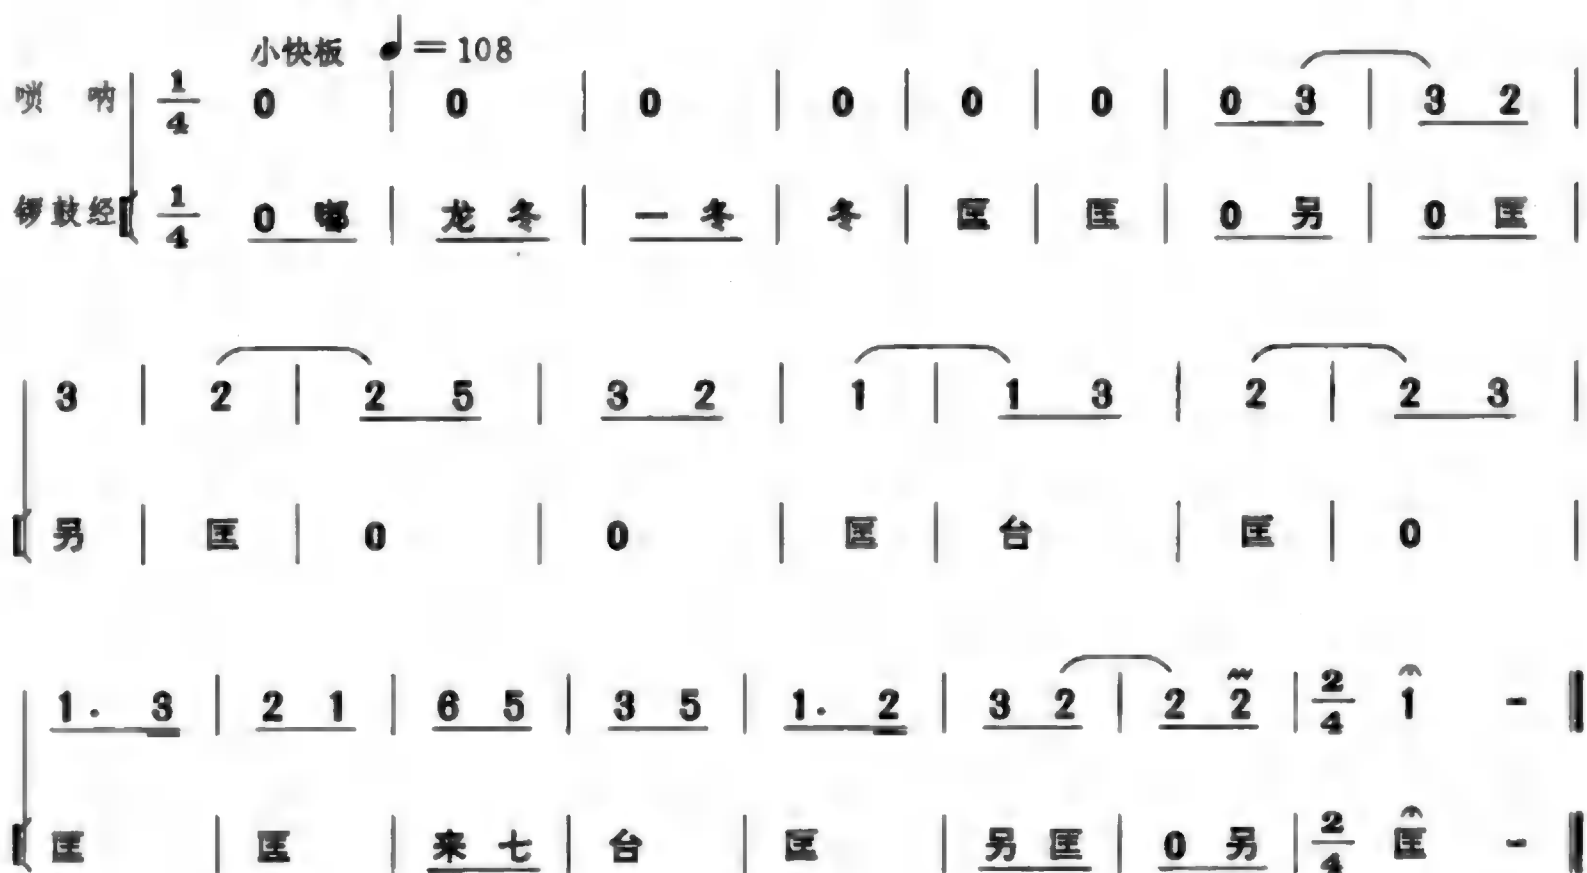 小快板 ♩=108
唢呐 1/4 0 | 0 | 0 | 0 | 0 | 0 | 0 3 | 3 2 |
锣鼓经 1/4 0 嘟 | 龙 冬 | 一 冬 | 冬 | 匡 | 匡 | 0 另 | 0 匡 |
3 | 2 | 2 5 | 3 2 | 1 | 1 3 | 2 | 2 3 |
另 | 匡 | 0 | 0 | 匡 | 台 | 匡 | 0 |
1. 3 | 2 1 | 6 5 | 3 5 | 1. 2 | 3 2 | 2 2 | 2/4 1 - ‖
匡 | 匡 | 来 七 | 台 | 匡 | 另 匡 | 0 另 | 2/4 匡 - ‖